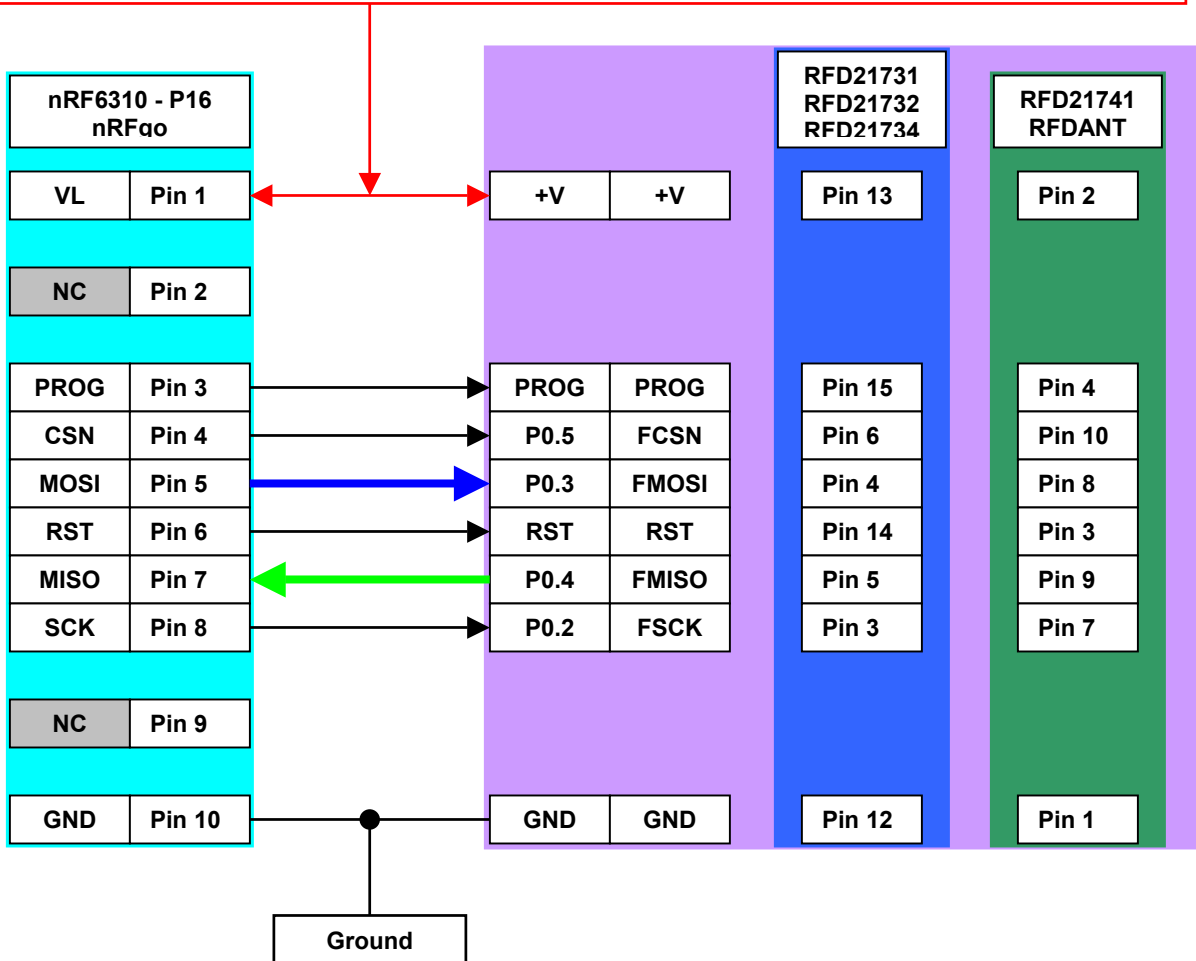 nRF6310 - P16
nRFgo
RFD21731
RFD21732
RFD21734
RFD21741
RFDANT
VL Pin 1 +V +V Pin 13 Pin 2
NC Pin 2
PROG Pin 3 PROG PROG Pin 15 Pin 4
CSN Pin 4 P0.5 FCSN Pin 6 Pin 10
MOSI Pin 5 P0.3 FMOSI Pin 4 Pin 8
RST Pin 6 RST RST Pin 14 Pin 3
MISO Pin 7 P0.4 FMISO Pin 5 Pin 9
SCK Pin 8 P0.2 FSCK Pin 3 Pin 7
NC Pin 9
GND Pin 10 GND GND Pin 12 Pin 1
Ground